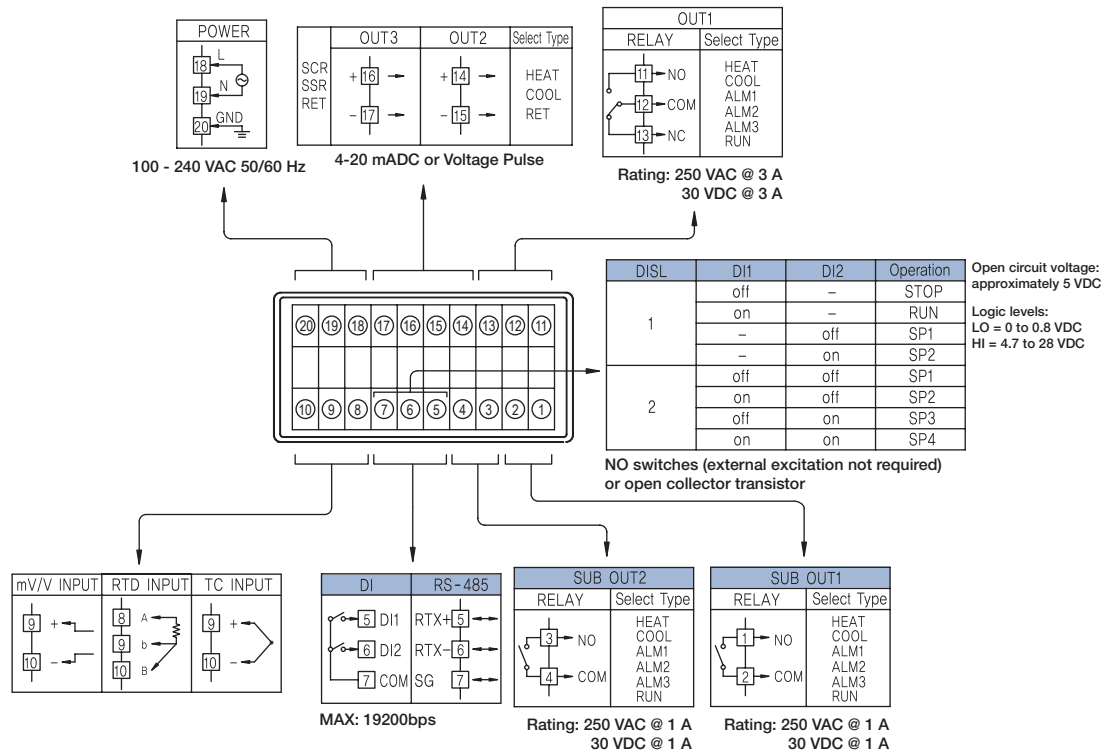 POWER
18 L
19 N
20 GND
100 - 240 VAC 50/60 Hz
OUT3 OUT2 Select Type
SCR
SSR
RET
+ 16 + 14
- 17 - 15
HEAT
COOL
RET
4-20 mADC or Voltage Pulse
OUT1
RELAY Select Type
11 NO
12 COM
13 NC
HEAT
COOL
ALM1
ALM2
ALM3
RUN
Rating: 250 VAC @ 3 A
30 VDC @ 3 A
20 19 18 17 16 15 14 13 12 11
10 9 8 7 6 5 4 3 2 1
DISL DI1 DI2 Operation
1 off – STOP
on – RUN
– off SP1
– on SP2
2 off off SP1
on off SP2
off on SP3
on on SP4
Open circuit voltage:
approximately 5 VDC
Logic levels:
LO = 0 to 0.8 VDC
HI = 4.7 to 28 VDC
NO switches (external excitation not required)
or open collector transistor
mV/V INPUT RTD INPUT TC INPUT
9 +
10 -
8 A
9 b
10 B
9 +
10 -
DI RS-485
5 DI1 RTX+ 5
6 DI2 RTX- 6
7 COM SG 7
MAX: 19200bps
SUB OUT2
RELAY Select Type
3 NO
4 COM
HEAT
COOL
ALM1
ALM2
ALM3
RUN
Rating: 250 VAC @ 1 A
30 VDC @ 1 A
SUB OUT1
RELAY Select Type
1 NO
2 COM
HEAT
COOL
ALM1
ALM2
ALM3
RUN
Rating: 250 VAC @ 1 A
30 VDC @ 1 A